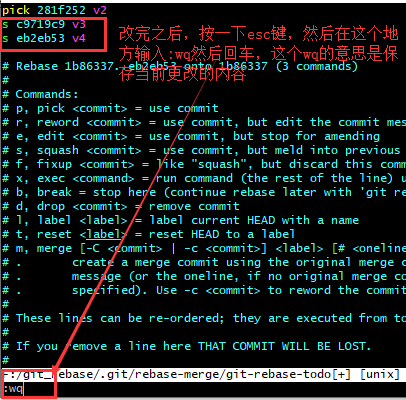 pick 281f252 v2
s c9719c9 v3
s eb2eb53 v4
改完之后，按一下esc键，然后在这个地
方输入:wq然后回车，这个wq的意思是保
存当前更改的内容
# Rebase 1b86337..eb2eb53 onto 1b86337 (3 commands)
#
# Commands:
# p, pick <commit> = use commit
# r, reword <commit> = use commit, but edit the commit mes
# e, edit <commit> = use commit, but stop for amending
# s, squash <commit> = use commit, but meld into previous
# f, fixup <commit> = like "squash", but discard this comm
# x, exec <command> = run command (the rest of the line) u
# b, break = stop here (continue rebase later with 'git re
# d, drop <commit> = remove commit
# l, label <label> = label current HEAD with a name
# t, reset <label> = reset HEAD to a label
# m, merge [-C <commit> | -c <commit>] <label> [# <oneline
# .       create a merge commit using the original merge c
# .       message (or the oneline, if no original merge co
# .       specified). Use -c <commit> to reword the commit
#
# These lines can be re-ordered; they are executed from to
#
# If you remove a line here THAT COMMIT WILL BE LOST.
#
F:/git_rebase/.git/rebase-merge/git-rebase-todo[+] [unix]
:wq